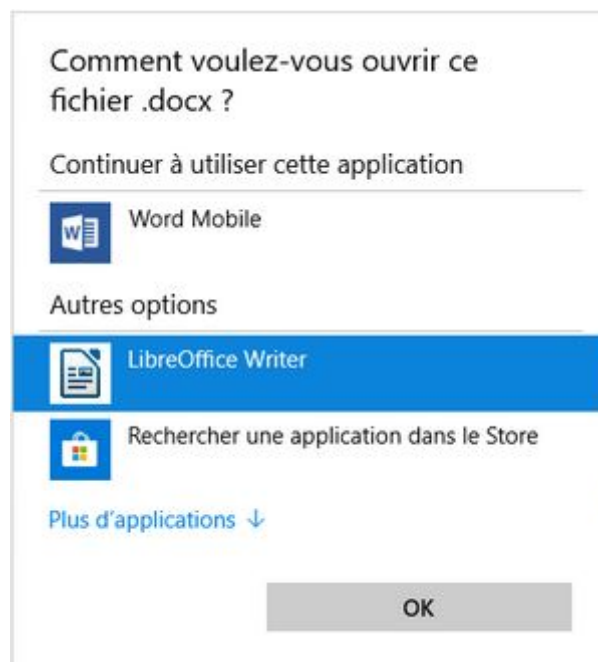 Comment voulez-vous ouvrir ce
fichier .docx ?
Continuer à utiliser cette application
Word Mobile
Autres options
LibreOffice Writer
Rechercher une application dans le Store
Plus d'applications ↓
OK